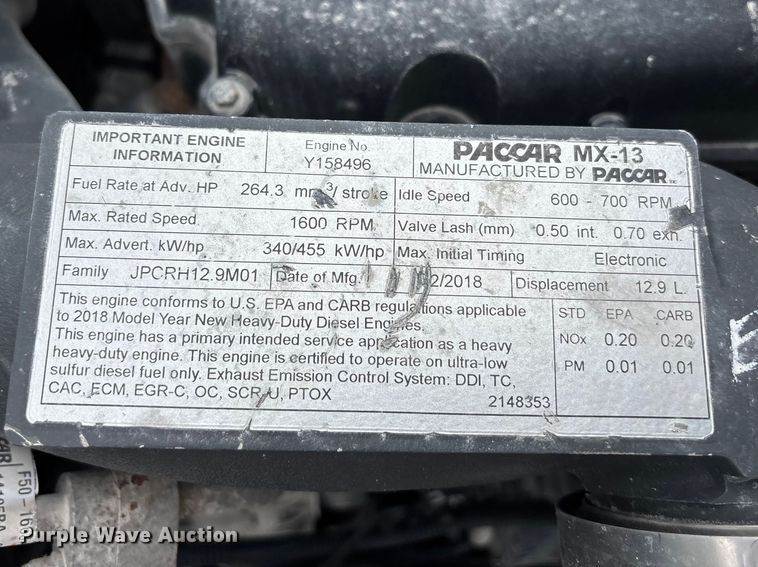 IMPORTANT ENGINE
INFORMATION
Engine No.
Y158496
PACCAR MX-13
MANUFACTURED BY PACCAR
Fuel Rate at Adv. HP 264.3 mm3/ stroke
Idle Speed 600 - 700 RPM
Max. Rated Speed 1600 RPM
Valve Lash (mm) 0.50 int. 0.70 exh.
Max. Advert. kW/hp 340/455 kW/hp
Max. Initial Timing Electronic
Family JPCRH12.9M01
Date of Mfg. 2/2018
Displacement 12.9 L.
This engine conforms to U.S. EPA and CARB regulations applicable
to 2018 Model Year New Heavy-Duty Diesel Engines.
This engine has a primary intended service application as a heavy
heavy-duty engine. This engine is certified to operate on ultra-low
sulfur diesel fuel only. Exhaust Emission Control System: DDI, TC,
CAC, ECM, EGR-C, OC, SCR-U, PTOX
2148353
STD EPA CARB
NOx 0.20 0.20
PM 0.01 0.01
Purple Wave Auction